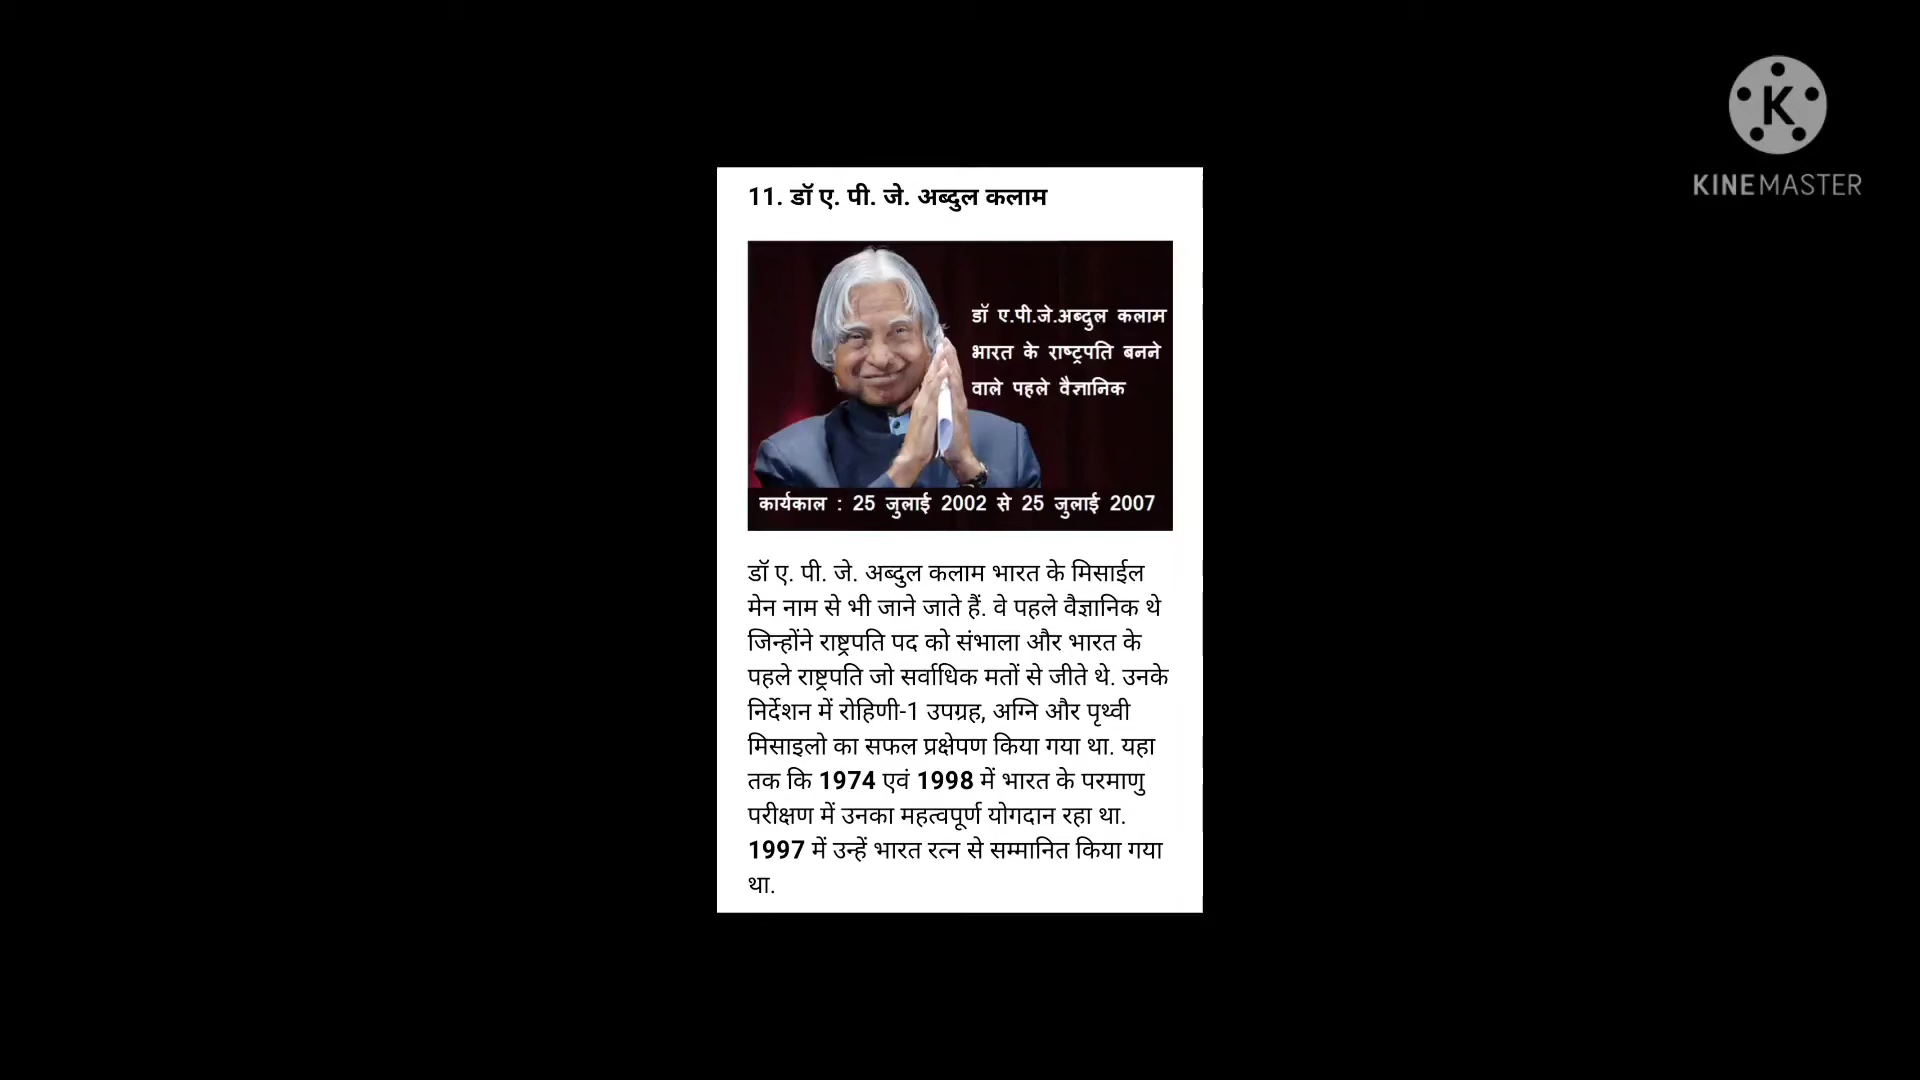 K
KINEMASTER
11. डॉ ए. पी. जे. अब्दुल कलाम
डॉ ए.पी.जे.अब्दुल कलाम
भारत के राष्ट्रपति बनने
वाले पहले वैज्ञानिक
कार्यकाल : 25 जुलाई 2002 से 25 जुलाई 2007
डॉ ए. पी. जे. अब्दुल कलाम भारत के मिसाईल
मेन नाम से भी जाने जाते हैं. वे पहले वैज्ञानिक थे
जिन्होंने राष्ट्रपति पद को संभाला और भारत के
पहले राष्ट्रपति जो सर्वाधिक मतों से जीते थे. उनके
निर्देशन में रोहिणी-1 उपग्रह, अग्नि और पृथ्वी
मिसाइलो का सफल प्रक्षेपण किया गया था. यहा
तक कि 1974 एवं 1998 में भारत के परमाणु
परीक्षण में उनका महत्वपूर्ण योगदान रहा था.
1997 में उन्हें भारत रत्न से सम्मानित किया गया
था.